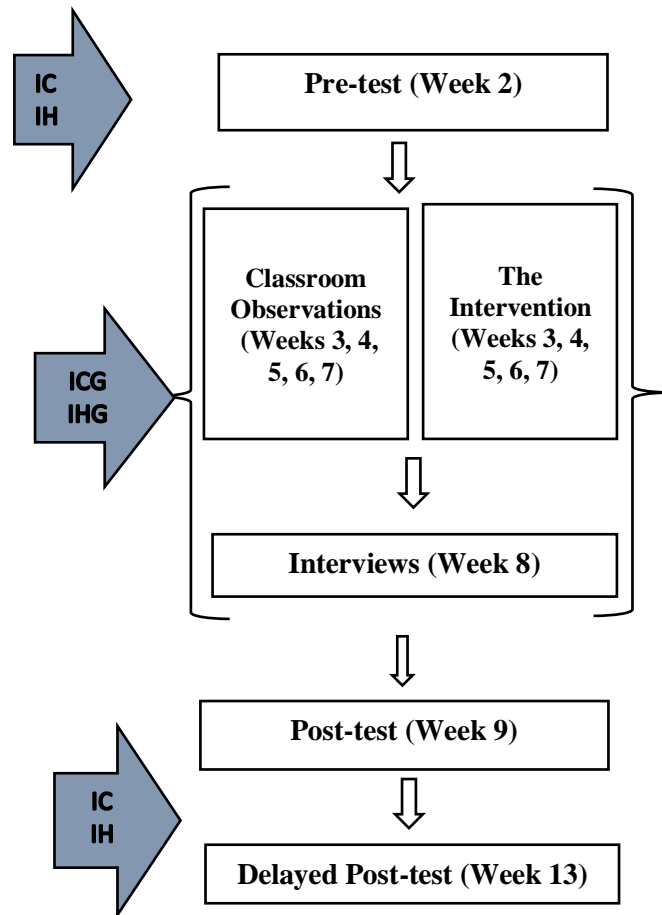 IC
IH
Pre-test (Week 2)
Classroom
Observations
(Weeks 3, 4,
5, 6, 7)
The
Intervention
(Weeks 3, 4,
5, 6, 7)
ICG
IHG
Interviews (Week 8)
Post-test (Week 9)
IC
IH
Delayed Post-test (Week 13)